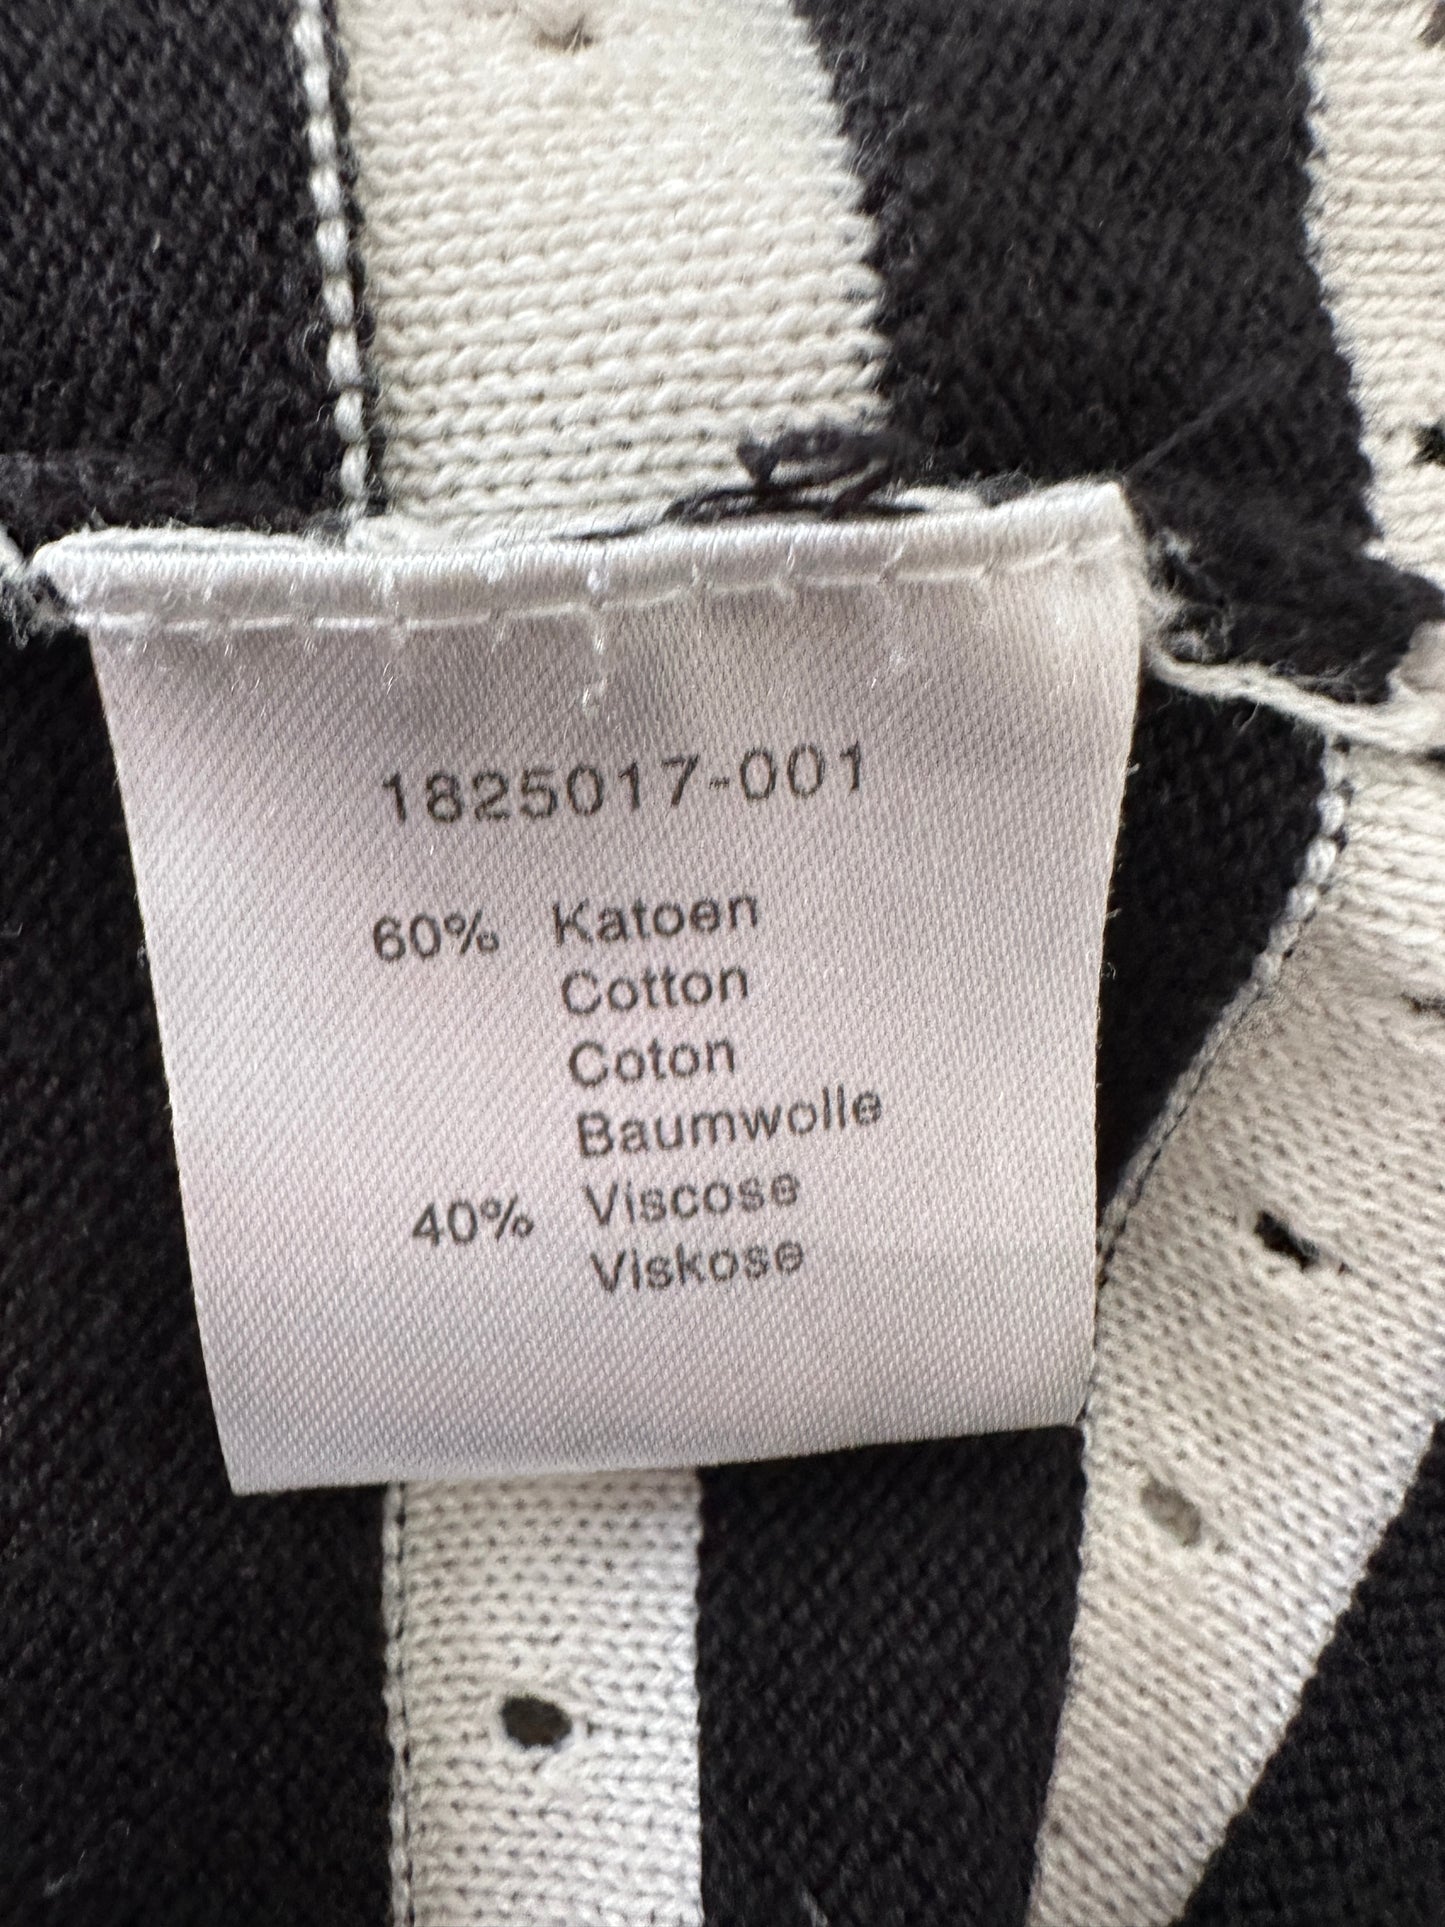 1825017-001
60% Katoen
Cotton
Coton
Baumwolle
40% Viscose
Viskose